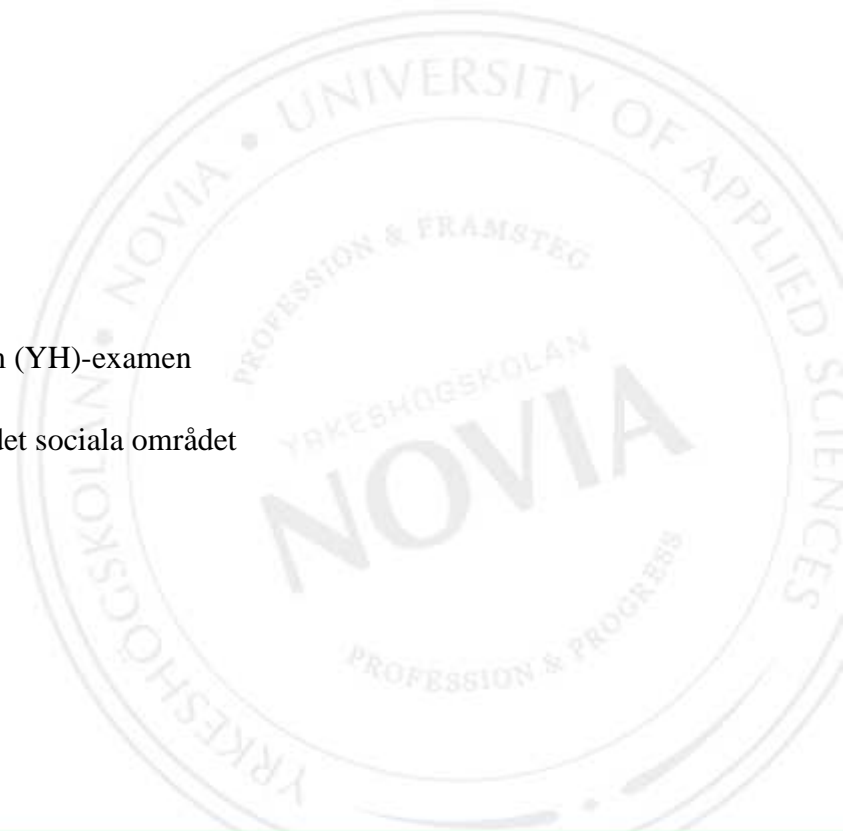 YRKESHÖGSKOLAN • NOVIA • UNIVERSITY OF APPLIED SCIENCES
PROFESSION & FRAMSTEG
(YH)-examen
YRKESHÖGSKOLAN
det sociala området
NOVIA
PROFESSION & PROGRESS